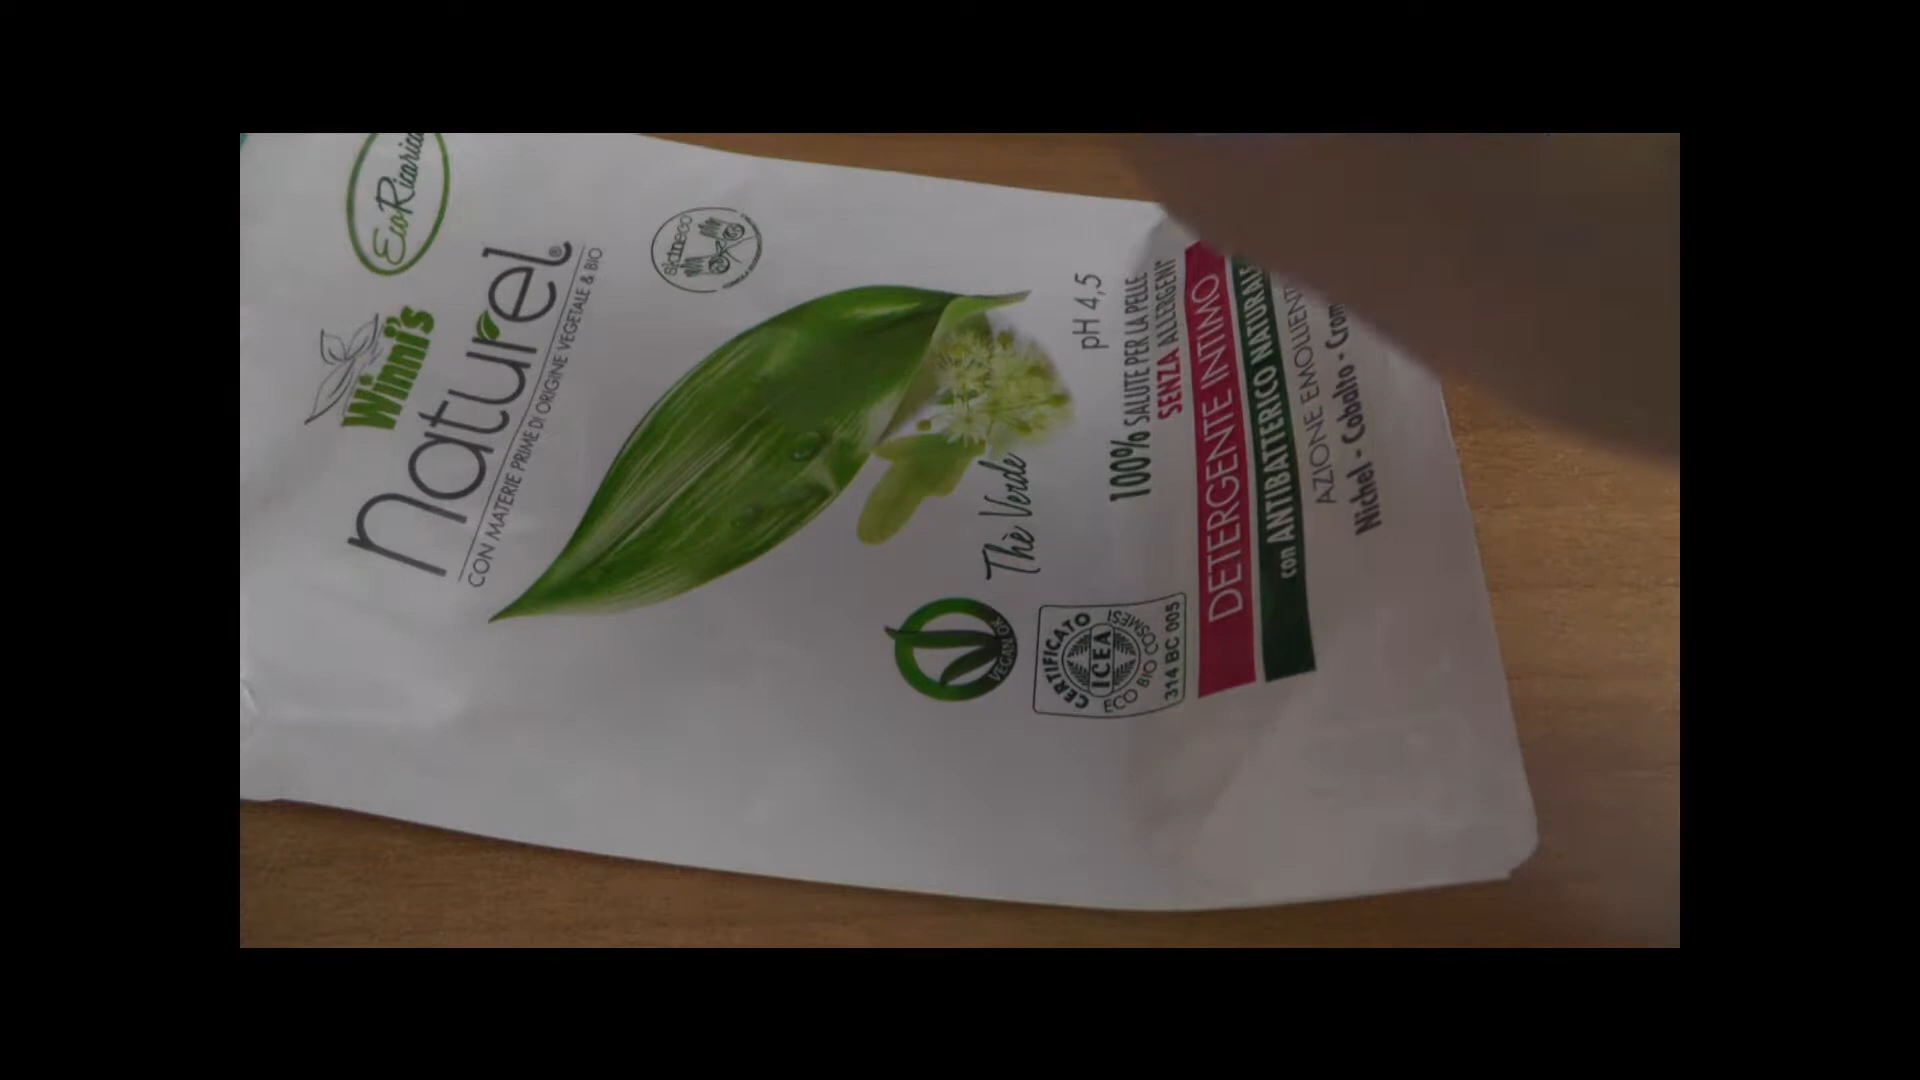 Winni's
naturel®
CON MATERIE PRIME DI ORIGINE VEGETALE & BIO
skineco
Thè Verde
pH 4,5
100% SALUTE PER LA PELLE
SENZA ALLERGENI*
VEGAN OK
CERTIFICATO
ICEA
ECO BIO COSMESI
314 BC 005
DETERGENTE INTIMO
con ANTIBATTERICO
AZIONE
Nichel - Cobalto -